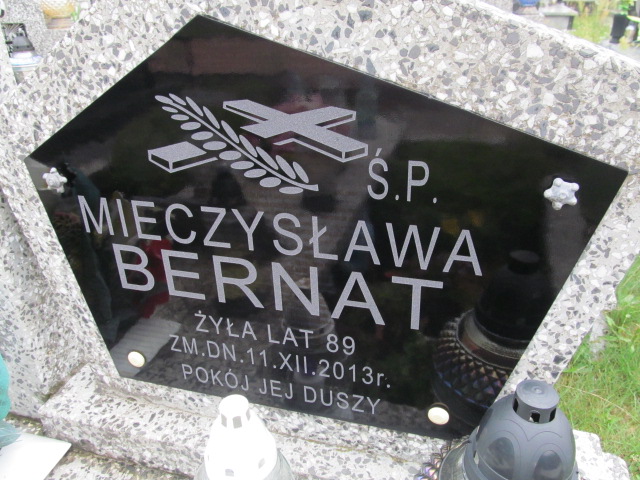 Ś.P.
MIECZYSŁAWA
BERNAT
ŻYŁA LAT 89
ZM.DN.11.XII.2013r.
POKÓJ JEJ DUSZY